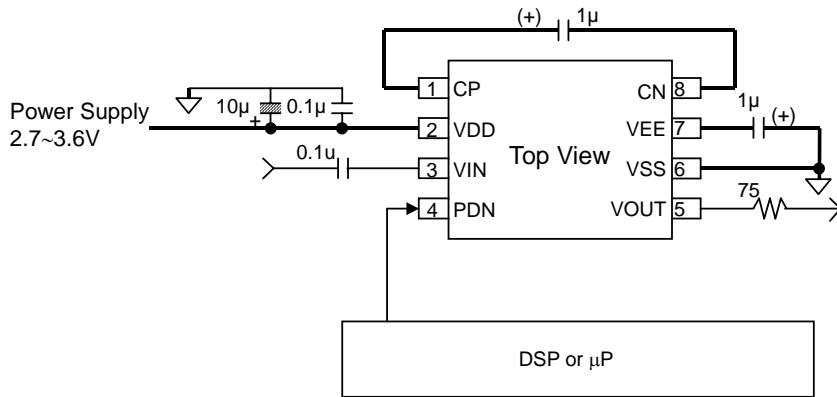 (+) 1µ
1 CP
CN 8
10µ 0.1µ
+
Power Supply
2.7~3.6V
2 VDD
VEE 7
1µ
(+)
Top View
0.1u
3 VIN
VSS 6
4 PDN
VOUT 5
75
DSP or µP